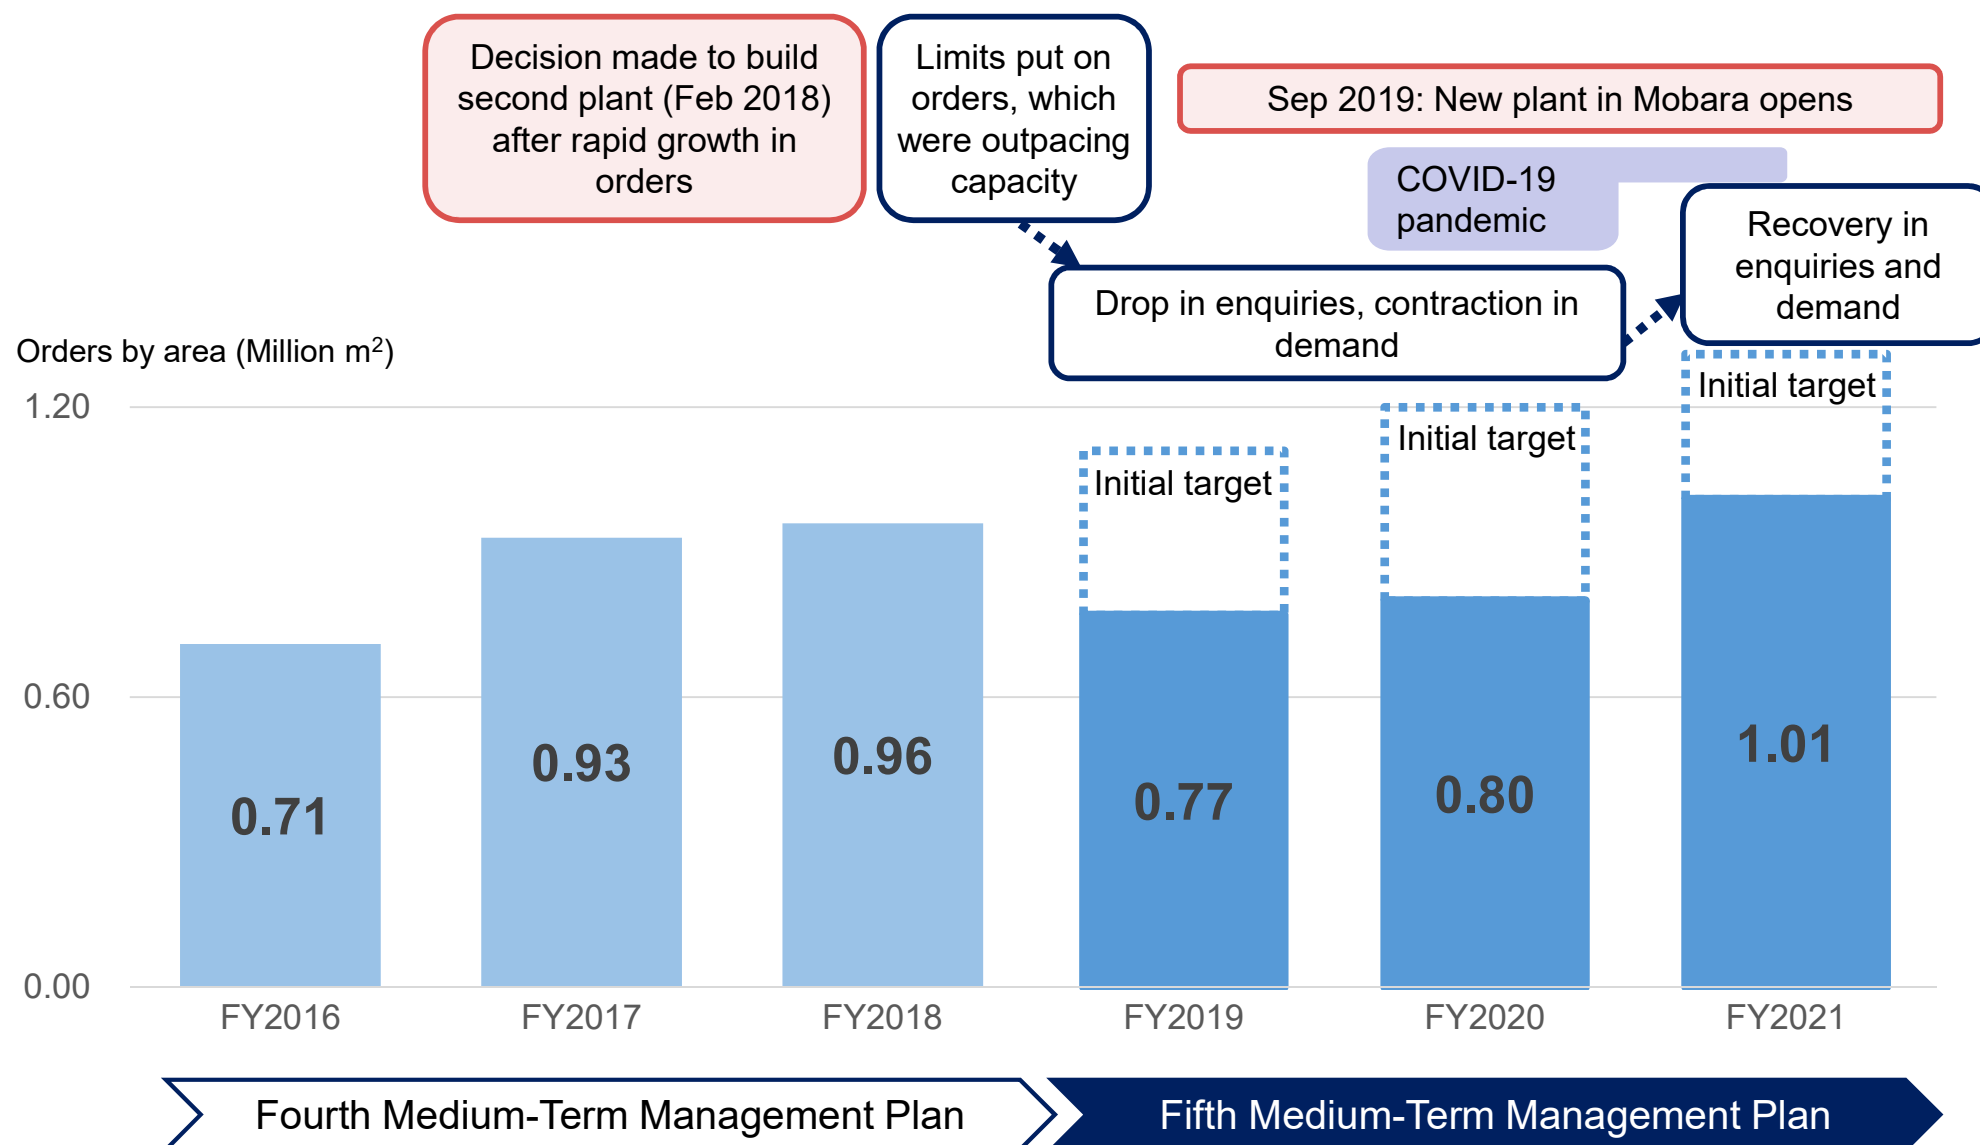 Decision made to build
second plant (Feb 2018)
after rapid growth in
orders
Limits put on
orders, which
were outpacing
capacity
Sep 2019: New plant in Mobara opens
COVID-19
pandemic
Recovery in
enquiries and
demand
Drop in enquiries, contraction in
demand
Orders by area (Million m²)
1.20
0.60
0.00
Initial target
Initial target
Initial target
0.71
0.93
0.96
0.77
0.80
1.01
FY2016
FY2017
FY2018
FY2019
FY2020
FY2021
Fourth Medium-Term Management Plan
Fifth Medium-Term Management Plan